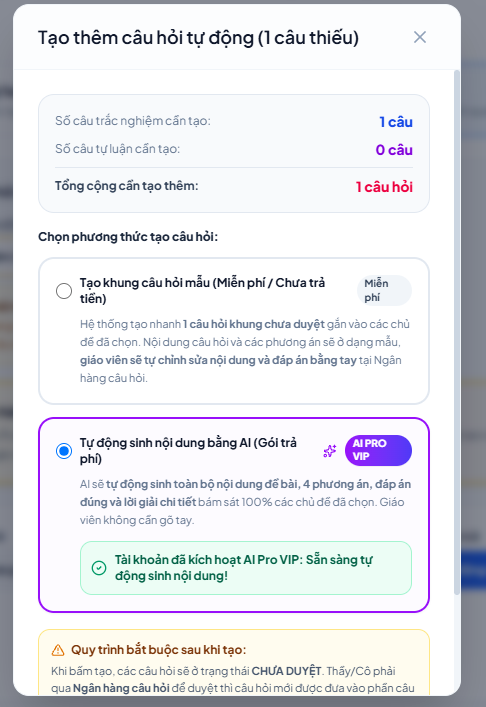 Tạo thêm câu hỏi tự động (1 câu thiếu)
Số câu trắc nghiệm cần tạo: 1 câu
Số câu tự luận cần tạo: 0 câu
Tổng cộng cần tạo thêm: 1 câu hỏi
Chọn phương thức tạo câu hỏi:
Tạo khung câu hỏi mẫu (Miễn phí / Chưa trả
tiền)
Miễn
phí
Hệ thống tạo nhanh 1 câu hỏi khung chưa duyệt gắn vào các chủ
đề đã chọn. Nội dung câu hỏi và các phương án sẽ ở dạng mẫu,
giáo viên sẽ tự chỉnh sửa nội dung và đáp án bằng tay tại Ngân
hàng câu hỏi.
Tự động sinh nội dung bằng AI (Gói trả
phí)
AI PRO
VIP
AI sẽ tự động sinh toàn bộ nội dung đề bài, 4 phương án, đáp án
đúng và lời giải chi tiết bám sát 100% các chủ đề đã chọn. Giáo
viên không cần gõ tay.
Tài khoản đã kích hoạt AI Pro VIP: Sẵn sàng tự
động sinh nội dung!
Quy trình bắt buộc sau khi tạo:
Khi bấm tạo, các câu hỏi sẽ ở trạng thái CHƯA DUYỆT. Thầy/Cô phải
qua Ngân hàng câu hỏi để duyệt thì câu hỏi mới được đưa vào phần câu